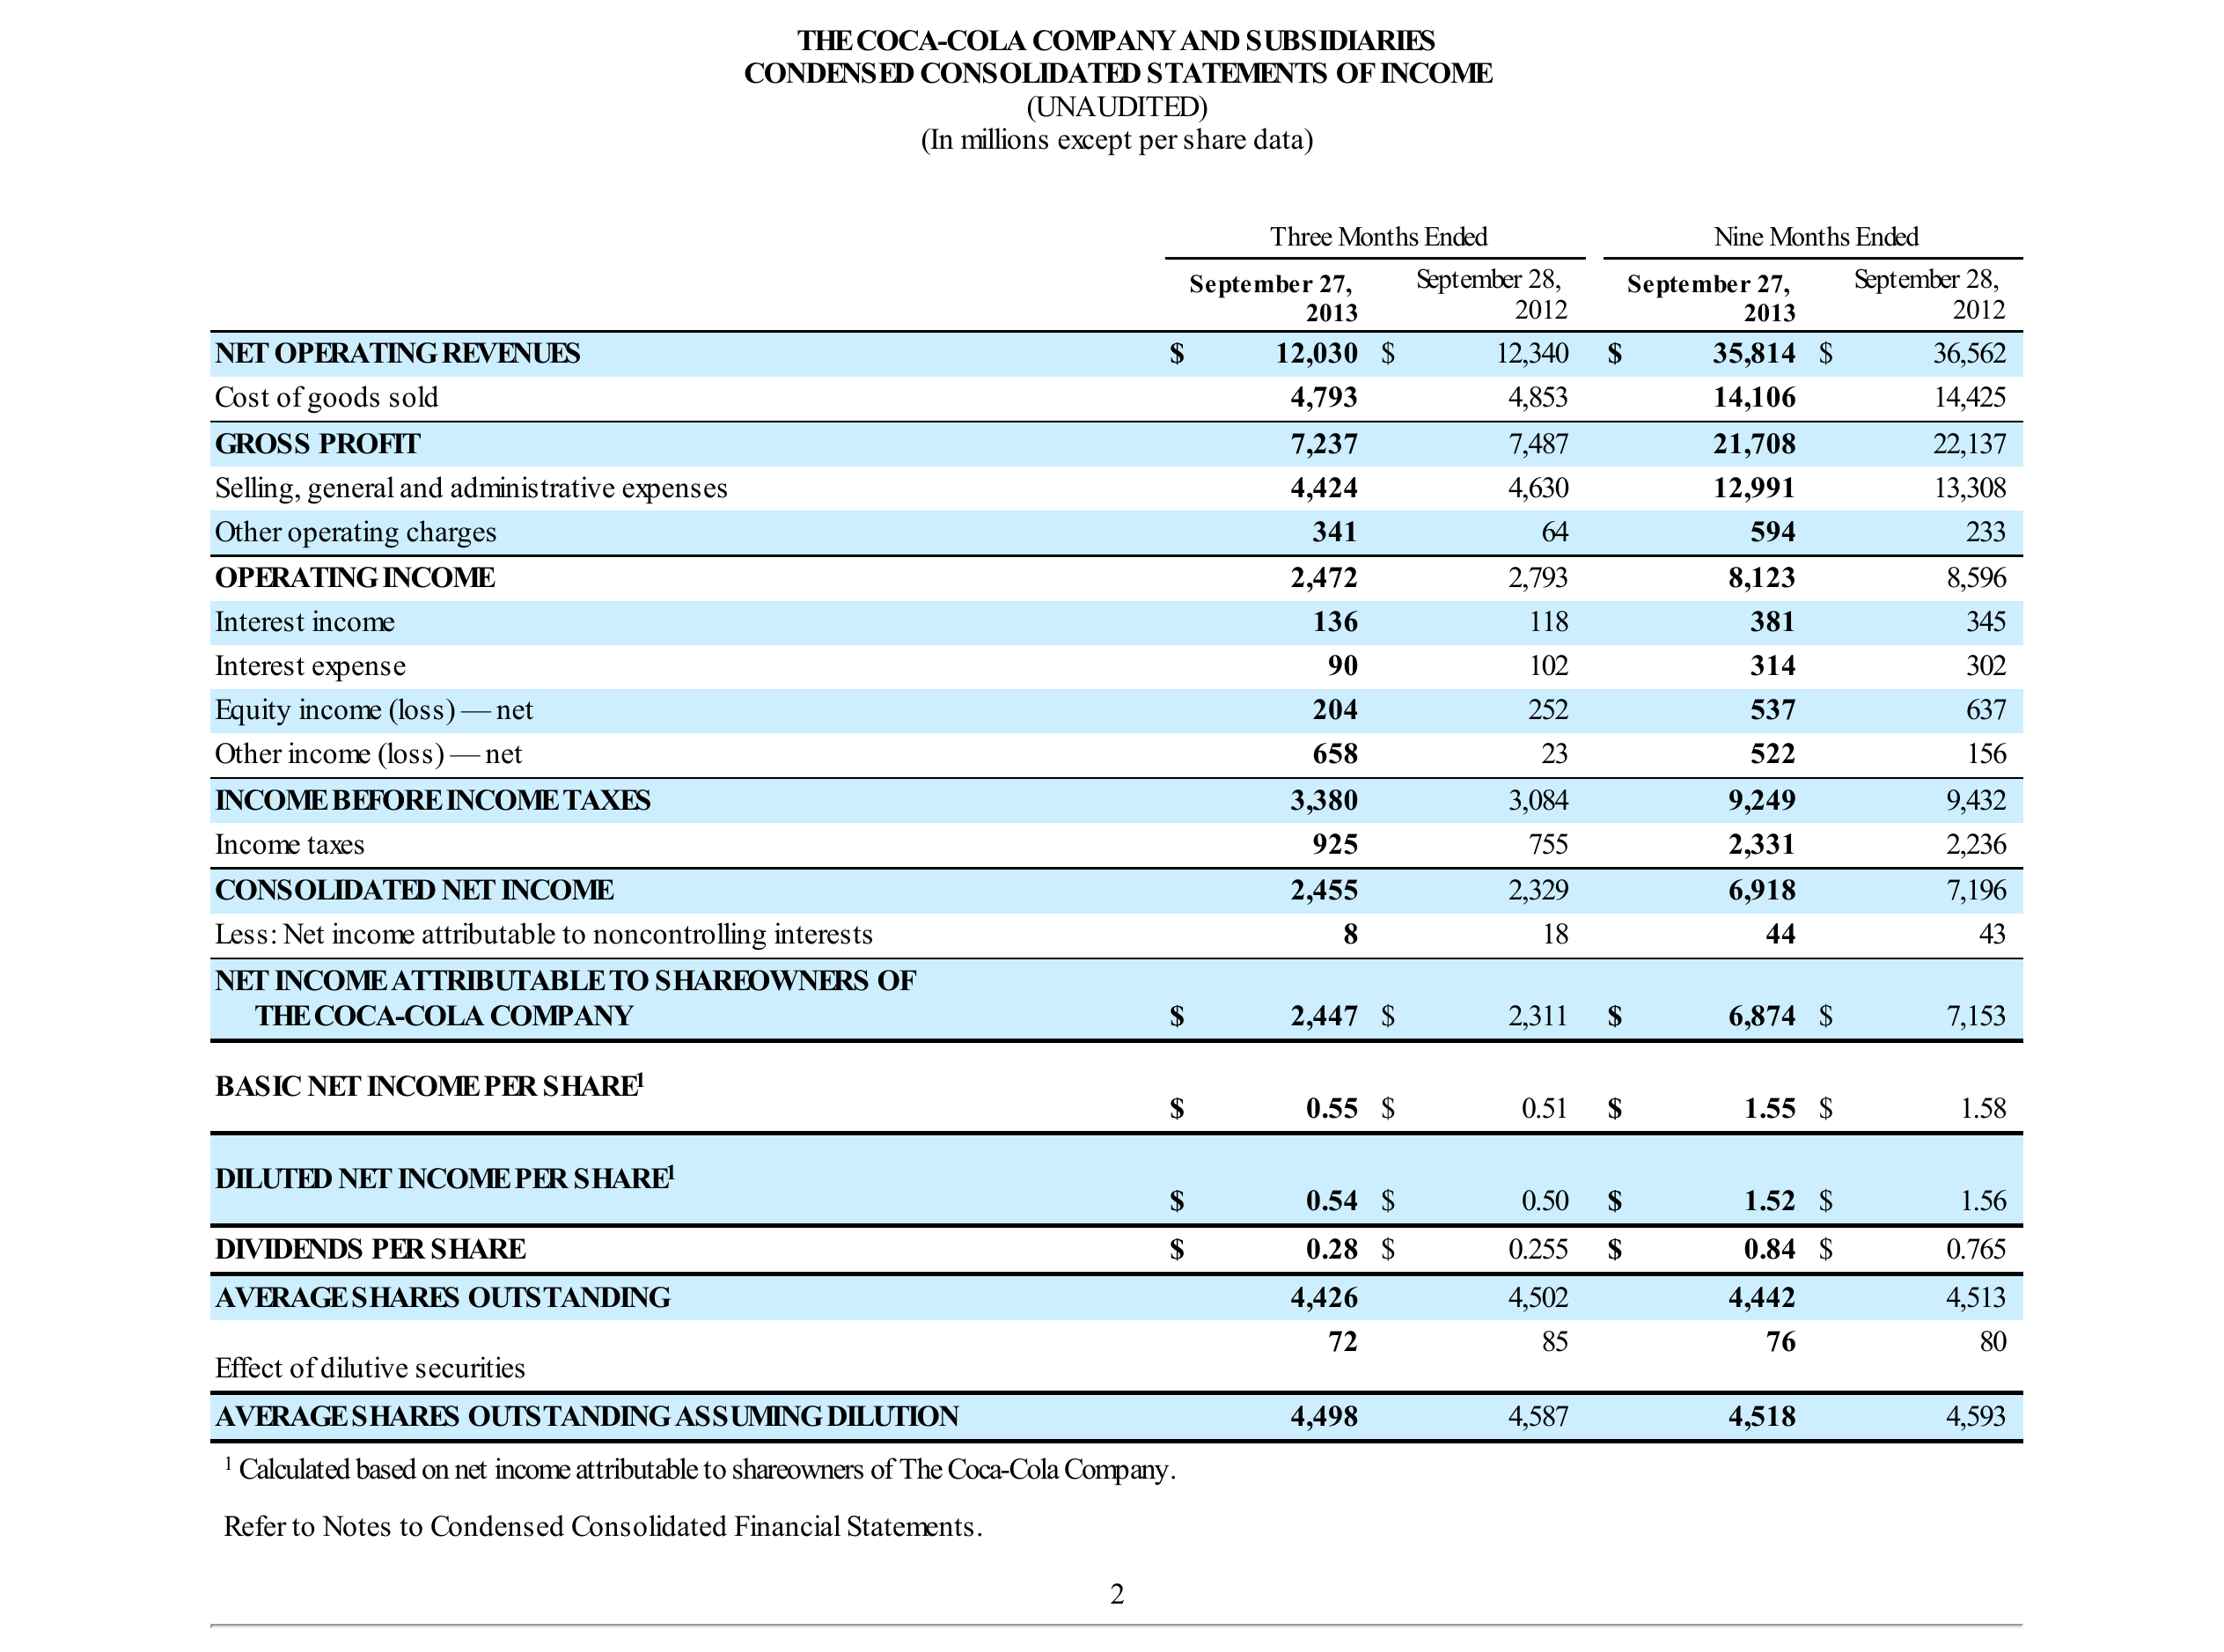 THE COCA-COLA COMPANY AND SUBSIDIARIES
CONDENSED CONSOLIDATED STATEMENTS OF INCOME
(UNAUDITED)
(In millions except per share data)
Three Months Ended Nine Months Ended
September 27, 2013 September 28, 2012 September 27, 2013 September 28, 2012
NET OPERATING REVENUES $ 12,030 $ 12,340 $ 35,814 $ 36,562
Cost of goods sold 4,793 4,853 14,106 14,425
GROSS PROFIT 7,237 7,487 21,708 22,137
Selling, general and administrative expenses 4,424 4,630 12,991 13,308
Other operating charges 341 64 594 233
OPERATING INCOME 2,472 2,793 8,123 8,596
Interest income 136 118 381 345
Interest expense 90 102 314 302
Equity income (loss) — net 204 252 537 637
Other income (loss) — net 658 23 522 156
INCOME BEFORE INCOME TAXES 3,380 3,084 9,249 9,432
Income taxes 925 755 2,331 2,236
CONSOLIDATED NET INCOME 2,455 2,329 6,918 7,196
Less: Net income attributable to noncontrolling interests 8 18 44 43
NET INCOME ATTRIBUTABLE TO SHAREOWNERS OF
THE COCA-COLA COMPANY $ 2,447 $ 2,311 $ 6,874 $ 7,153
BASIC NET INCOME PER SHARE¹ $ 0.55 $ 0.51 $ 1.55 $ 1.58
DILUTED NET INCOME PER SHARE¹ $ 0.54 $ 0.50 $ 1.52 $ 1.56
DIVIDENDS PER SHARE $ 0.28 $ 0.255 $ 0.84 $ 0.765
AVERAGE SHARES OUTSTANDING 4,426 4,502 4,442 4,513
Effect of dilutive securities 72 85 76 80
AVERAGE SHARES OUTSTANDING ASSUMING DILUTION 4,498 4,587 4,518 4,593
¹ Calculated based on net income attributable to shareowners of The Coca-Cola Company.
Refer to Notes to Condensed Consolidated Financial Statements.
2